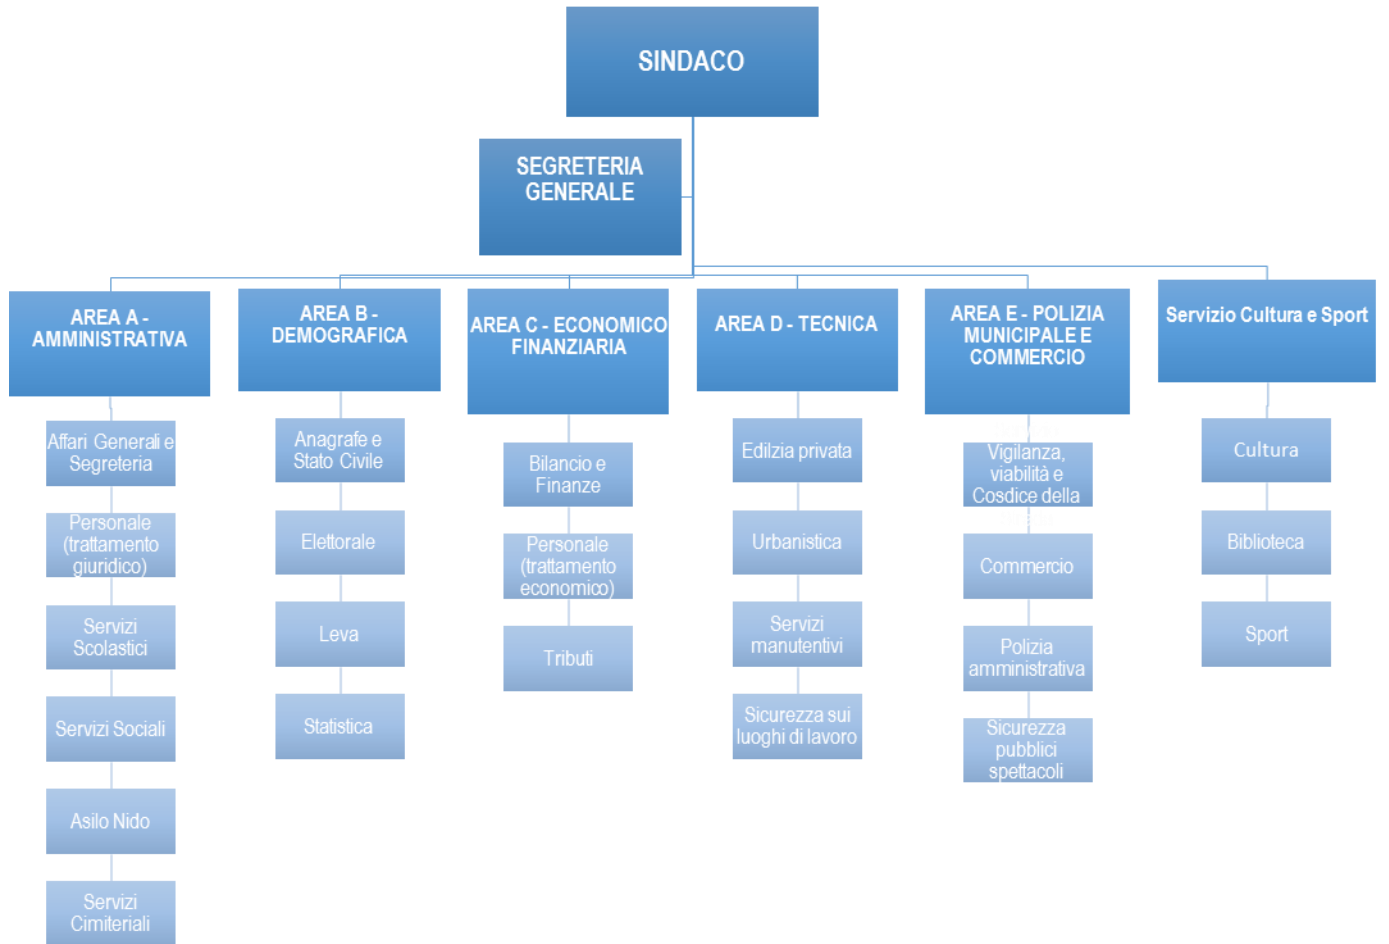 SINDACO
SEGRETERIA
GENERALE
AREA A -
AMMINISTRATIVA
Affari Generali e
Segreteria
Personale
(trattamento
giuridico)
Servizi
Scolastici
Servizi Sociali
Asilo Nido
Servizi
Cimiteriali
AREA B -
DEMOGRAFICA
Anagrafe e
Stato Civile
Elettorale
Leva
Statistica
AREA C - ECONOMICO
FINANZIARIA
Bilancio e
Finanze
Personale
(trattamento
economico)
Tributi
AREA D - TECNICA
Edilzia privata
Urbanistica
Servizi
manutentivi
Sicurezza sui
luoghi di lavoro
AREA E - POLIZIA
MUNICIPALE E
COMMERCIO
Vigilanza,
viabilità e
Cosdice della
Commercio
Polizia
amministrativa
Sicurezza
pubblici
spettacoli
Servizio Cultura e Sport
Cultura
Biblioteca
Sport